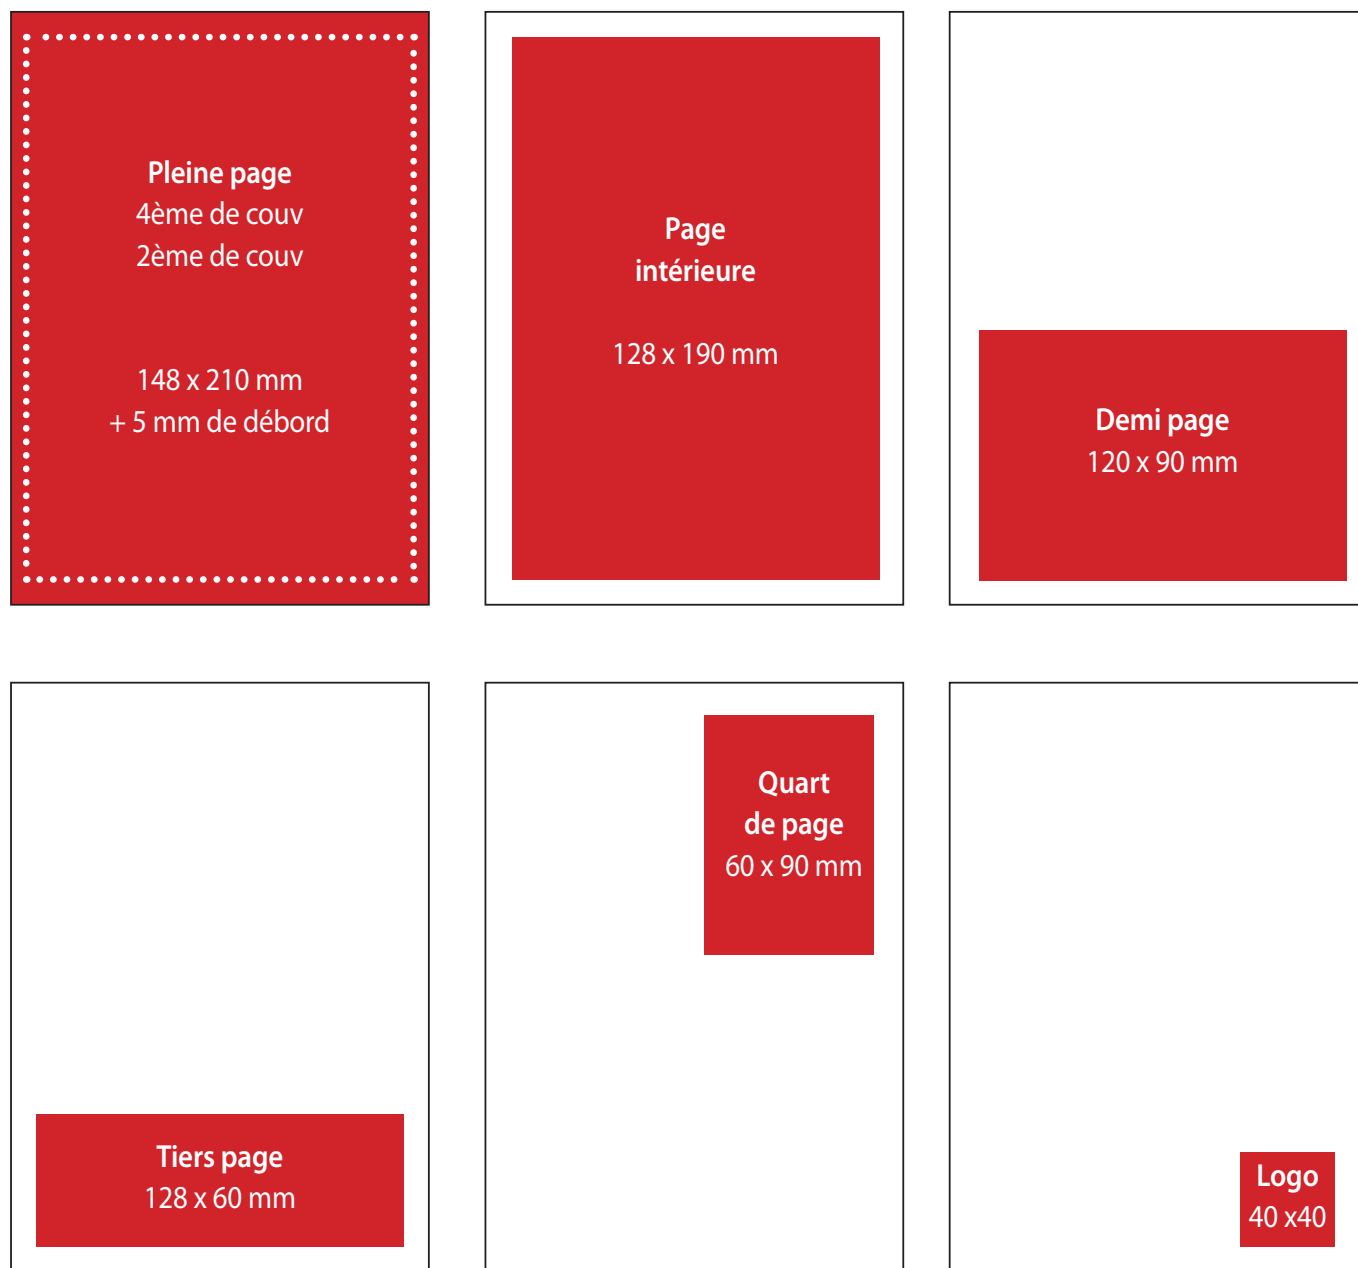 Pleine page
4ème de couv
2ème de couv
148 x 210 mm
+ 5 mm de débord
Page
intérieure
128 x 190 mm
Demi page
120 x 90 mm
Tiers page
128 x 60 mm
Quart
de page
60 x 90 mm
Logo
40 x40